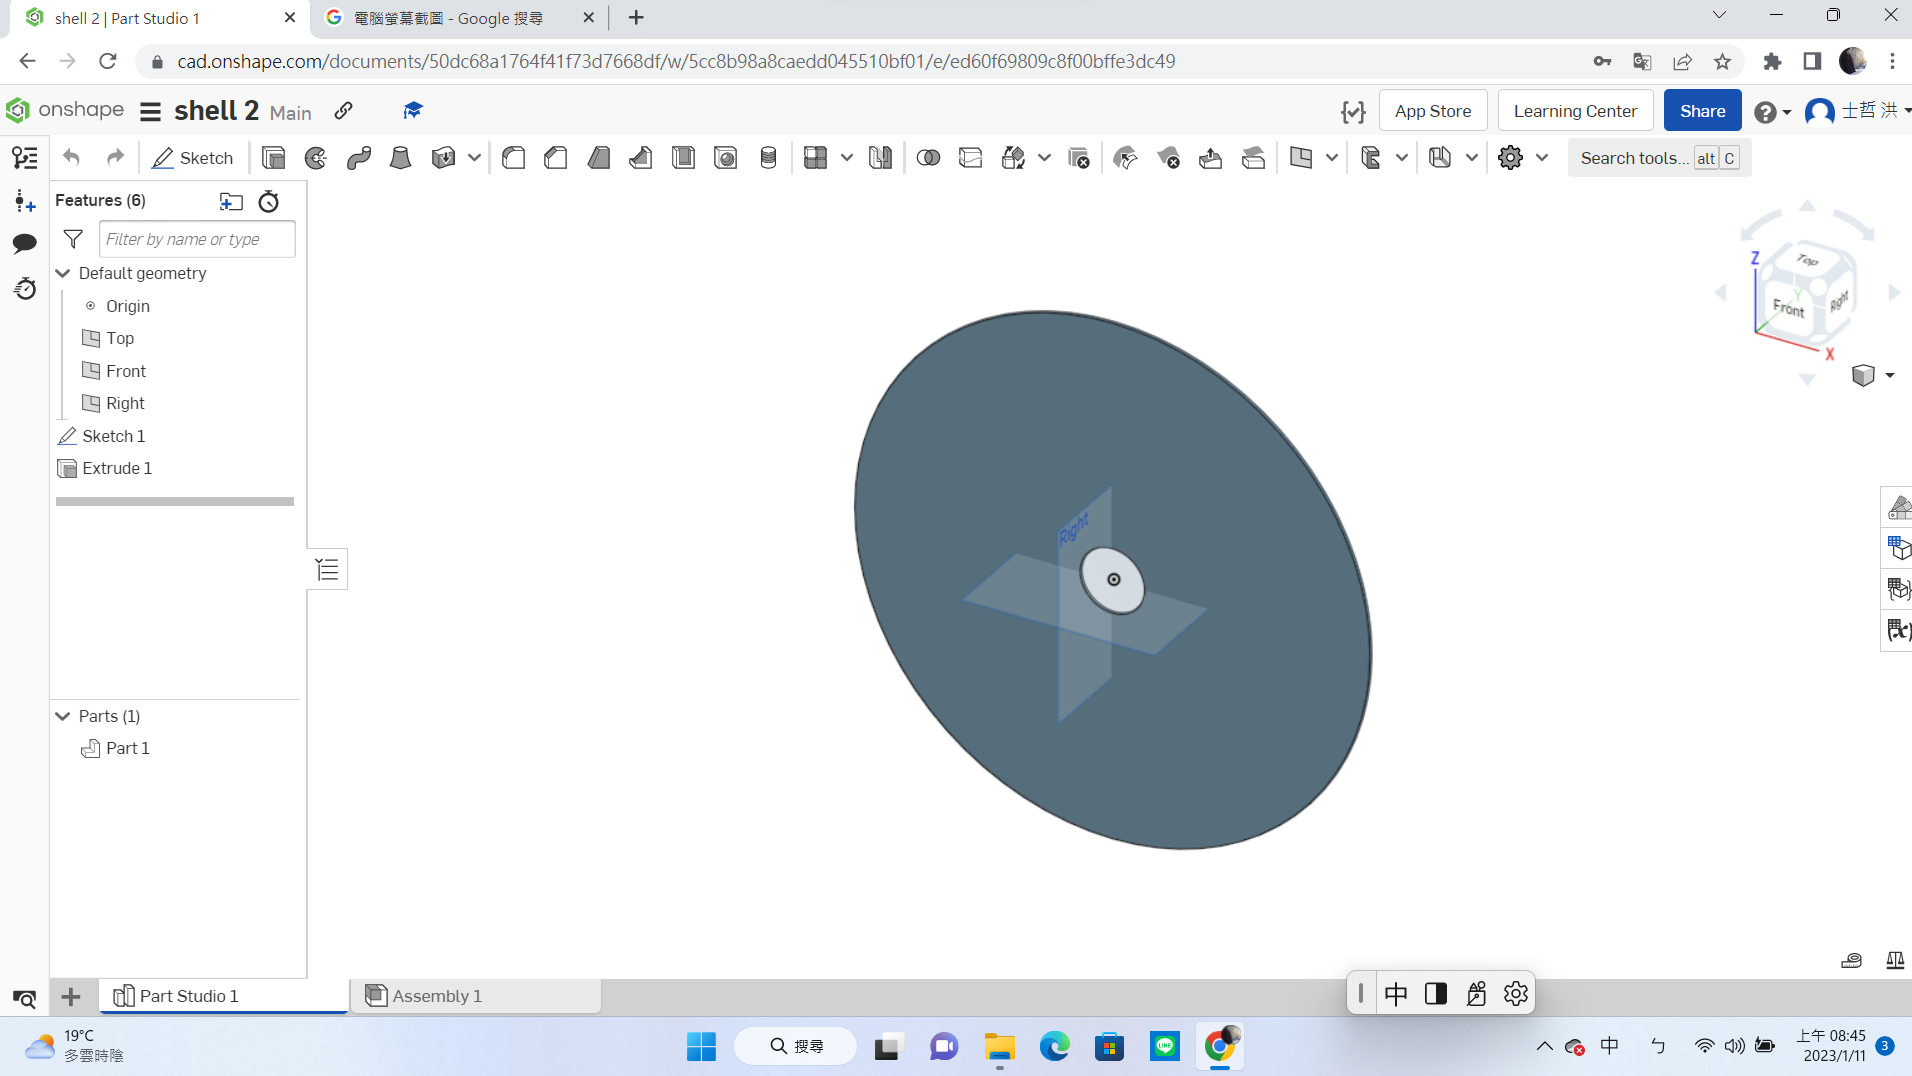 shell 2 | Part Studio 1
電腦螢幕截圖 - Google 搜尋
cad.onshape.com/documents/50dc68a1764f41f73d7668df/w/5cc8b98a8caedd045510bf01/e/ed60f69809c8f00bffe3dc49
onshape
shell 2 Main
App Store
Learning Center
Share
士哲 洪
Sketch
Search tools... alt C
Features (6)
Filter by name or type
Default geometry
Origin
Top
Front
Right
Sketch 1
Extrude 1
Z
Top
Y
Front
Right
X
Right
Parts (1)
Part 1
Part Studio 1
Assembly 1
中
19°C
多雲時陰
搜尋
LINE
中
ㄅ
上午 08:45
2023/1/11
3